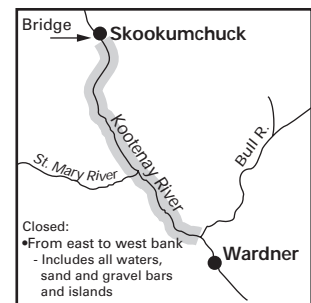 Bridge
Skookumchuck
Kootenay River
Bull R.
St. Mary River
Closed:
•From east to west bank
- Includes all waters,
sand and gravel bars
and islands
Wardner